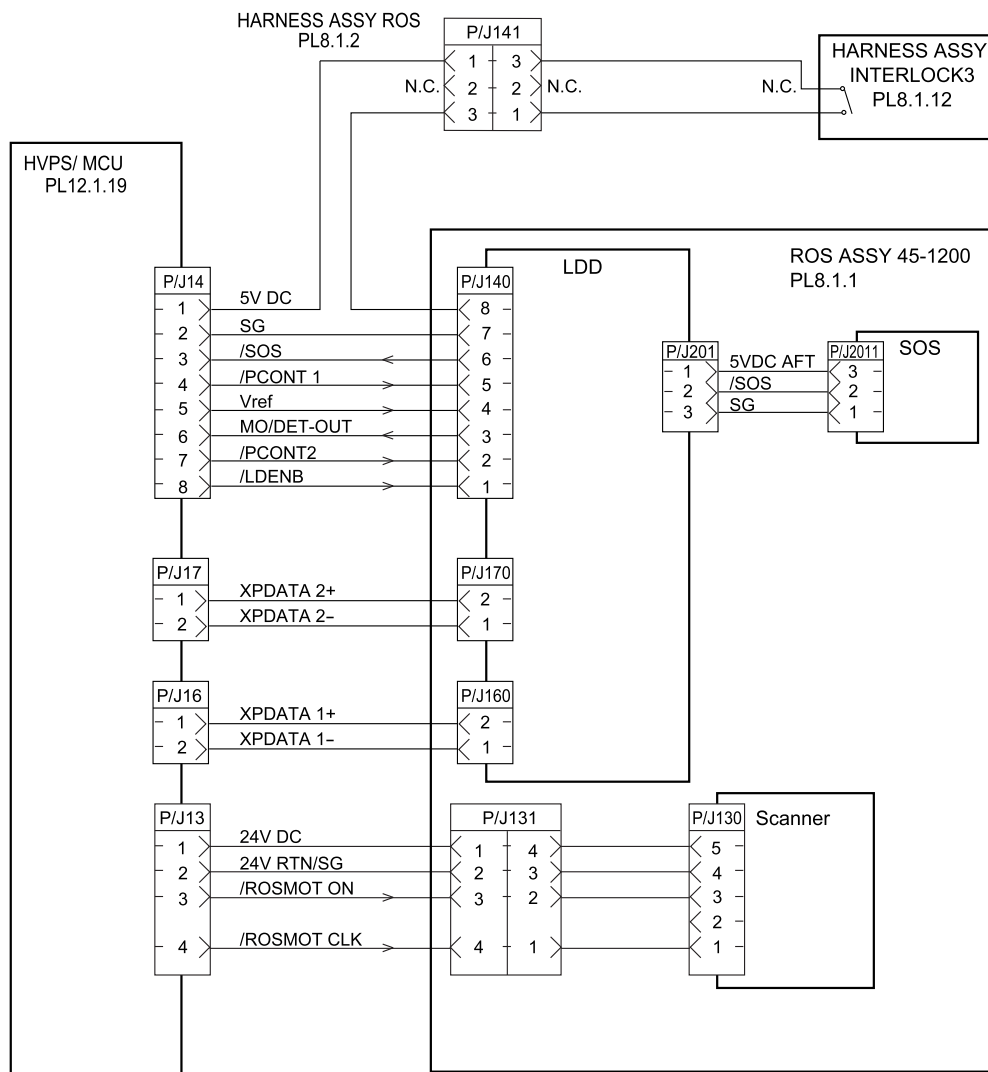 HARNESS ASSY ROS
PL8.1.2
P/J141
1 3
N.C. 2 2 N.C.
3 1
N.C.
HARNESS ASSY
INTERLOCK3
PL8.1.12
HVPS/ MCU
PL12.1.19
ROS ASSY 45-1200
PL8.1.1
LDD
P/J14 P/J140
1 5V DC 8
2 SG 7
3 /SOS 6
4 /PCONT 1 5
5 Vref 4
6 MO/DET-OUT 3
7 /PCONT2 2
8 /LDENB 1
P/J201 P/J2011 SOS
1 5VDC AFT 3
2 /SOS 2
3 SG 1
P/J17 P/J170
1 XPDATA 2+ 2
2 XPDATA 2− 1
P/J16 P/J160
1 XPDATA 1+ 2
2 XPDATA 1− 1
P/J13 P/J131 P/J130 Scanner
1 24V DC 1 4 5
2 24V RTN/SG 2 3 4
3 /ROSMOT ON 3 2 3
2
4 /ROSMOT CLK 4 1 1